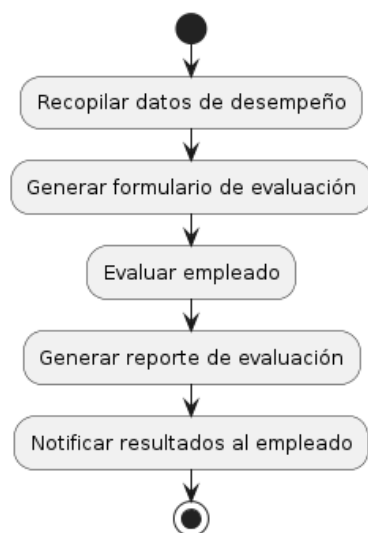 Recopilar datos de desempeño
Generar formulario de evaluación
Evaluar empleado
Generar reporte de evaluación
Notificar resultados al empleado